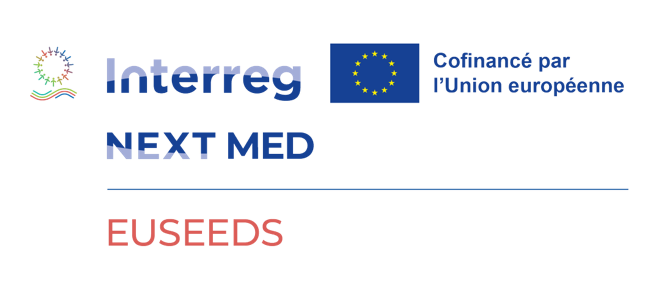 Interreg
Cofinancé par
l'Union européenne
NEXT MED
EUSEEDS